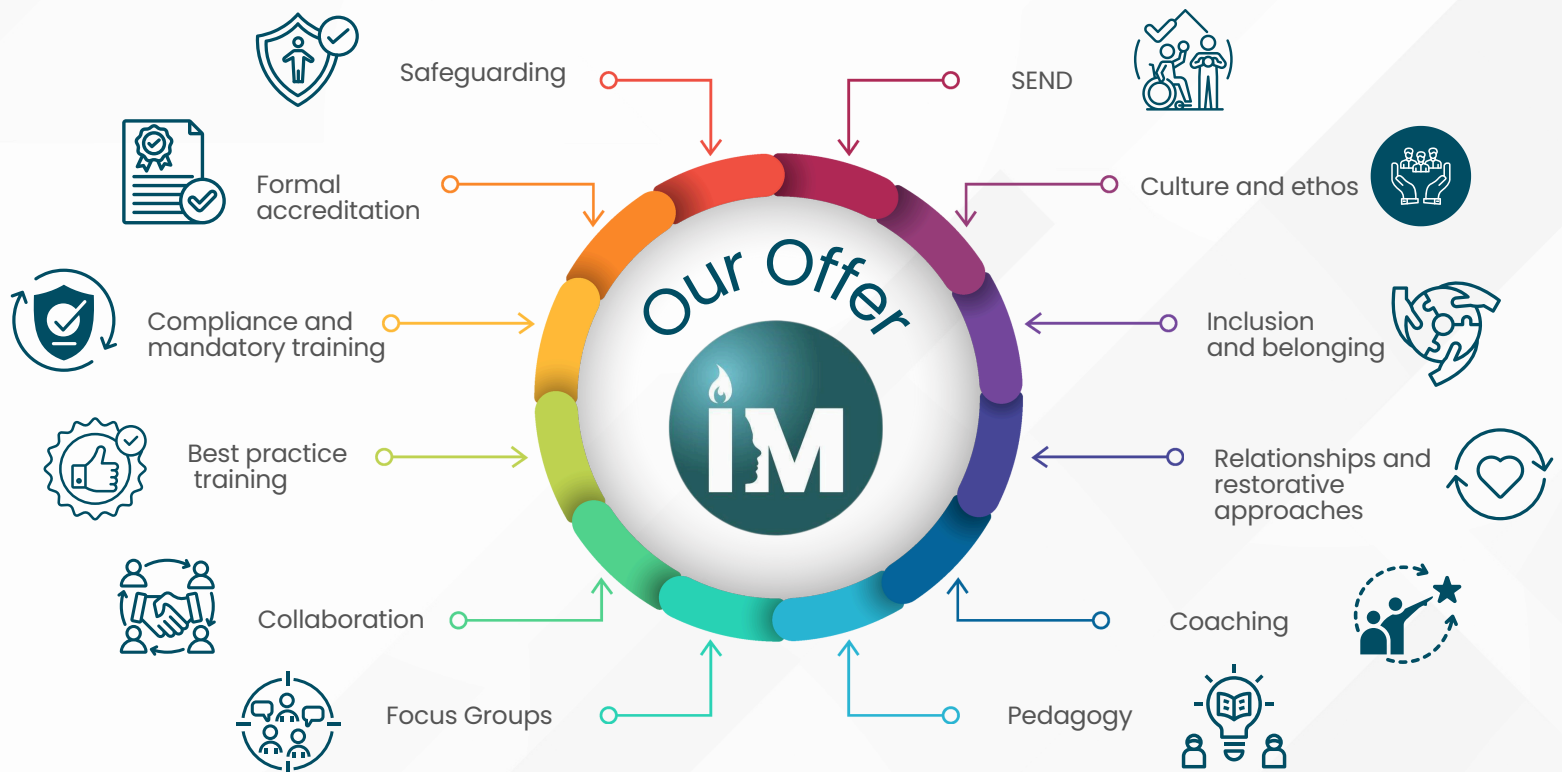 Our Offer
iM
Safeguarding
SEND
Formal
accreditation
Culture and ethos
Compliance and
mandatory training
Inclusion
and belonging
Best practice
training
Relationships and
restorative
approaches
Collaboration
Coaching
Focus Groups
Pedagogy